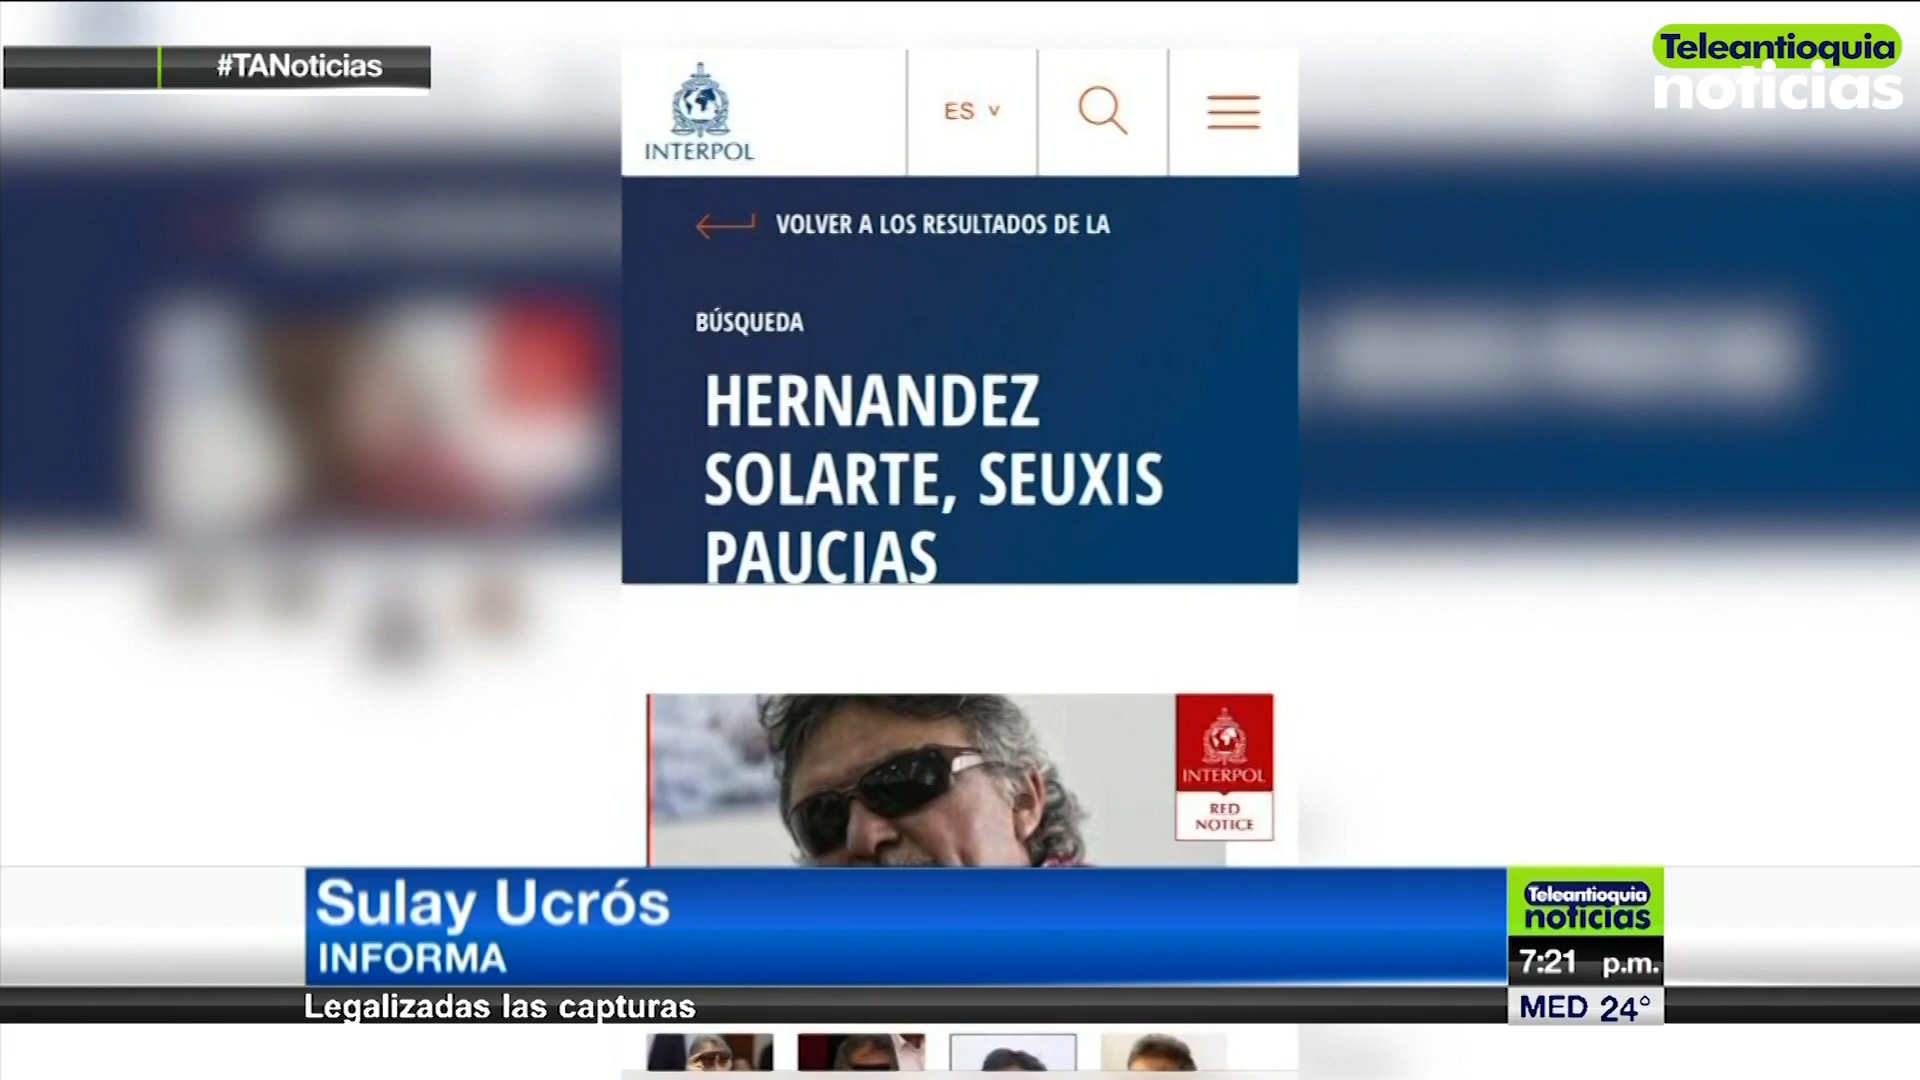 #TANoticias
Teleantioquia
noticias
INTERPOL
ES
VOLVER A LOS RESULTADOS DE LA
BÚSQUEDA
HERNANDEZ
SOLARTE, SEUXIS
PAUCIAS
INTERPOL
RED
NOTICE
Sulay Ucrós
INFORMA
Teleantioquia
noticias
7:21 p.m.
Legalizadas las capturas
MED 24°